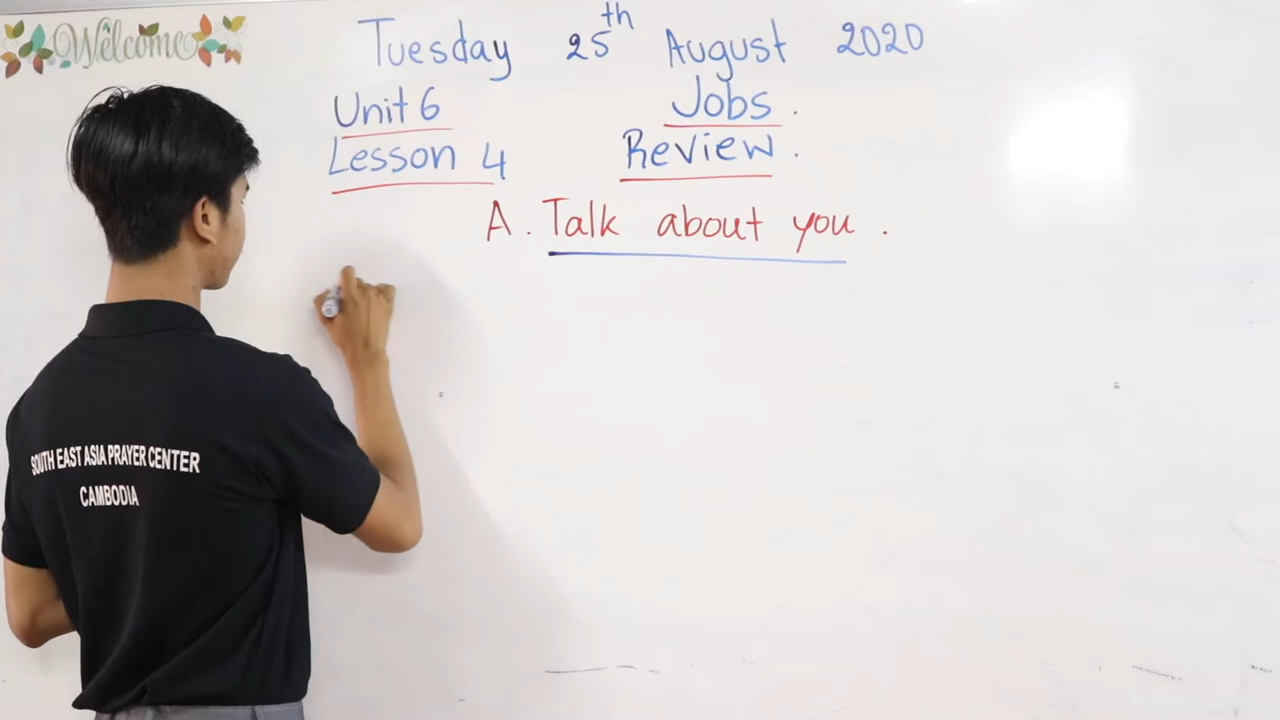 Welcome
Tuesday 25th August 2020
Unit 6 Jobs.
Lesson 4 Review.
A. Talk about you.
SOUTH EAST ASIA PRAYER CENTER
CAMBODIA